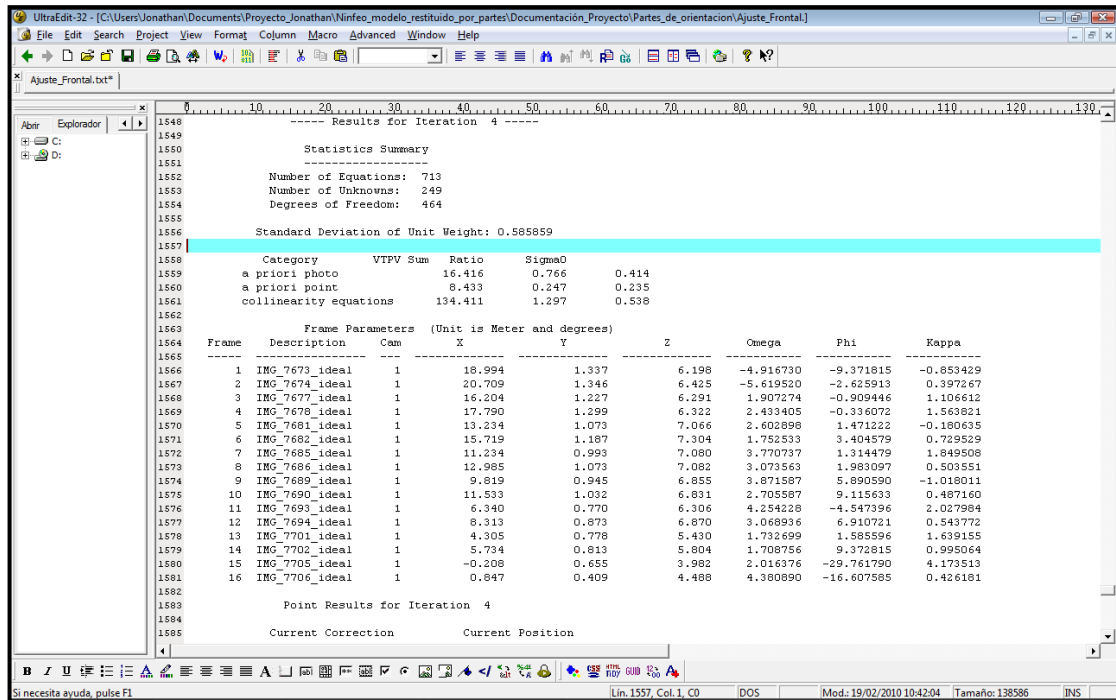 UltraEdit-32 - [C:\Users\Jonathan\Documents\Proyecto_Jonathan\Ninfeo_modelo_restituido_por_partes\Documentación_Proyecto\Partes_de_orientacion\Ajuste_Frontal.]
File Edit Search Project View Format Column Macro Advanced Window Help
Ajuste_Frontal.txt*
0 10 20 30 40 50 60 70 80 90 100 110 120 130
Abrir Explorador
C:
D:
1548 ----- Results for Iteration 4 -----
1549
1550 Statistics Summary
1551 ------------------
1552 Number of Equations: 713
1553 Number of Unknowns: 249
1554 Degrees of Freedom: 464
1555
1556 Standard Deviation of Unit Weight: 0.585859
1557
1558 Category VTPV Sum Ratio Sigma0
1559 a priori photo 16.416 0.766 0.414
1560 a priori point 8.433 0.247 0.235
1561 collinearity equations 134.411 1.297 0.538
1562
1563 Frame Parameters (Unit is Meter and degrees)
1564 Frame Description Cam X Y Z Omega Phi Kappa
1565 ------ --------------- --- ------------- ------------- ------------- ----------- ----------- -----------
1566 1 IMG_7673_ideal 1 18.994 1.337 6.198 -4.916730 -9.371815 -0.853429
1567 2 IMG_7674_ideal 1 20.709 1.346 6.425 -5.619520 -2.625913 0.397267
1568 3 IMG_7677_ideal 1 16.204 1.227 6.291 1.907274 -0.909446 1.106612
1569 4 IMG_7678_ideal 1 17.790 1.299 6.322 2.433405 -0.336072 1.563821
1570 5 IMG_7681_ideal 1 13.234 1.073 7.066 2.602898 1.471222 -0.180635
1571 6 IMG_7682_ideal 1 15.719 1.187 7.304 1.752533 3.404579 0.729529
1572 7 IMG_7685_ideal 1 11.234 0.993 7.080 3.770737 1.314479 1.849508
1573 8 IMG_7686_ideal 1 12.985 1.073 7.082 3.073563 1.983097 0.503551
1574 9 IMG_7689_ideal 1 9.819 0.945 6.855 3.871587 5.890590 -1.018011
1575 10 IMG_7690_ideal 1 11.533 1.032 6.831 2.705587 9.115633 0.487160
1576 11 IMG_7693_ideal 1 6.340 0.770 6.306 4.254228 -4.547396 2.027984
1577 12 IMG_7694_ideal 1 8.313 0.873 6.870 3.068936 6.910721 0.543772
1578 13 IMG_7701_ideal 1 4.305 0.778 5.430 1.732699 1.585596 1.639155
1579 14 IMG_7702_ideal 1 5.734 0.813 5.804 1.708756 9.372815 0.995064
1580 15 IMG_7705_ideal 1 -0.208 0.655 3.982 2.016376 -29.761790 4.173513
1581 16 IMG_7706_ideal 1 0.847 0.409 4.488 4.380890 -16.607585 0.426181
1582
1583 Point Results for Iteration 4
1584
1585 Current Correction Current Position
Si necesita ayuda, pulse F1 Lín. 1557, Col. 1, C0 DOS Mod.: 19/02/2010 10:42:04 Tamaño: 138586 INS